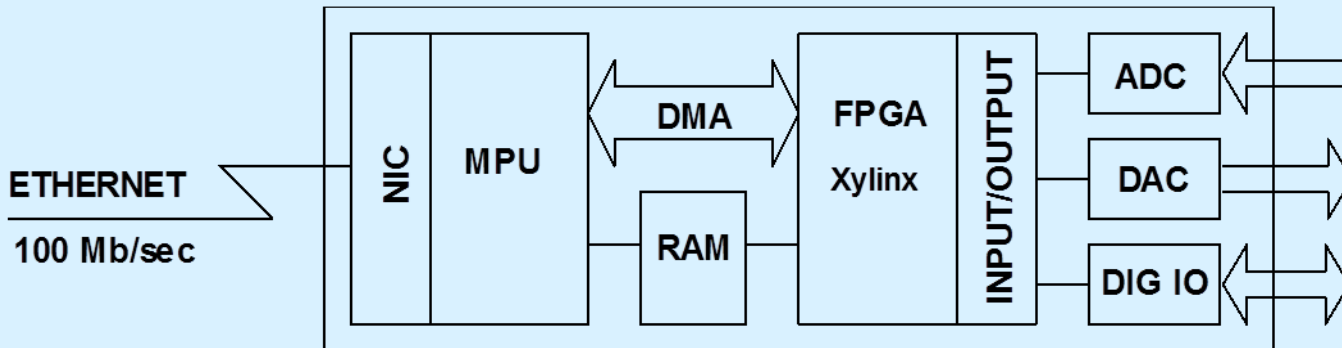 ETHERNET
100 Mb/sec
NIC
MPU
DMA
RAM
FPGA
Xylinx
INPUT/OUTPUT
ADC
DAC
DIG IO